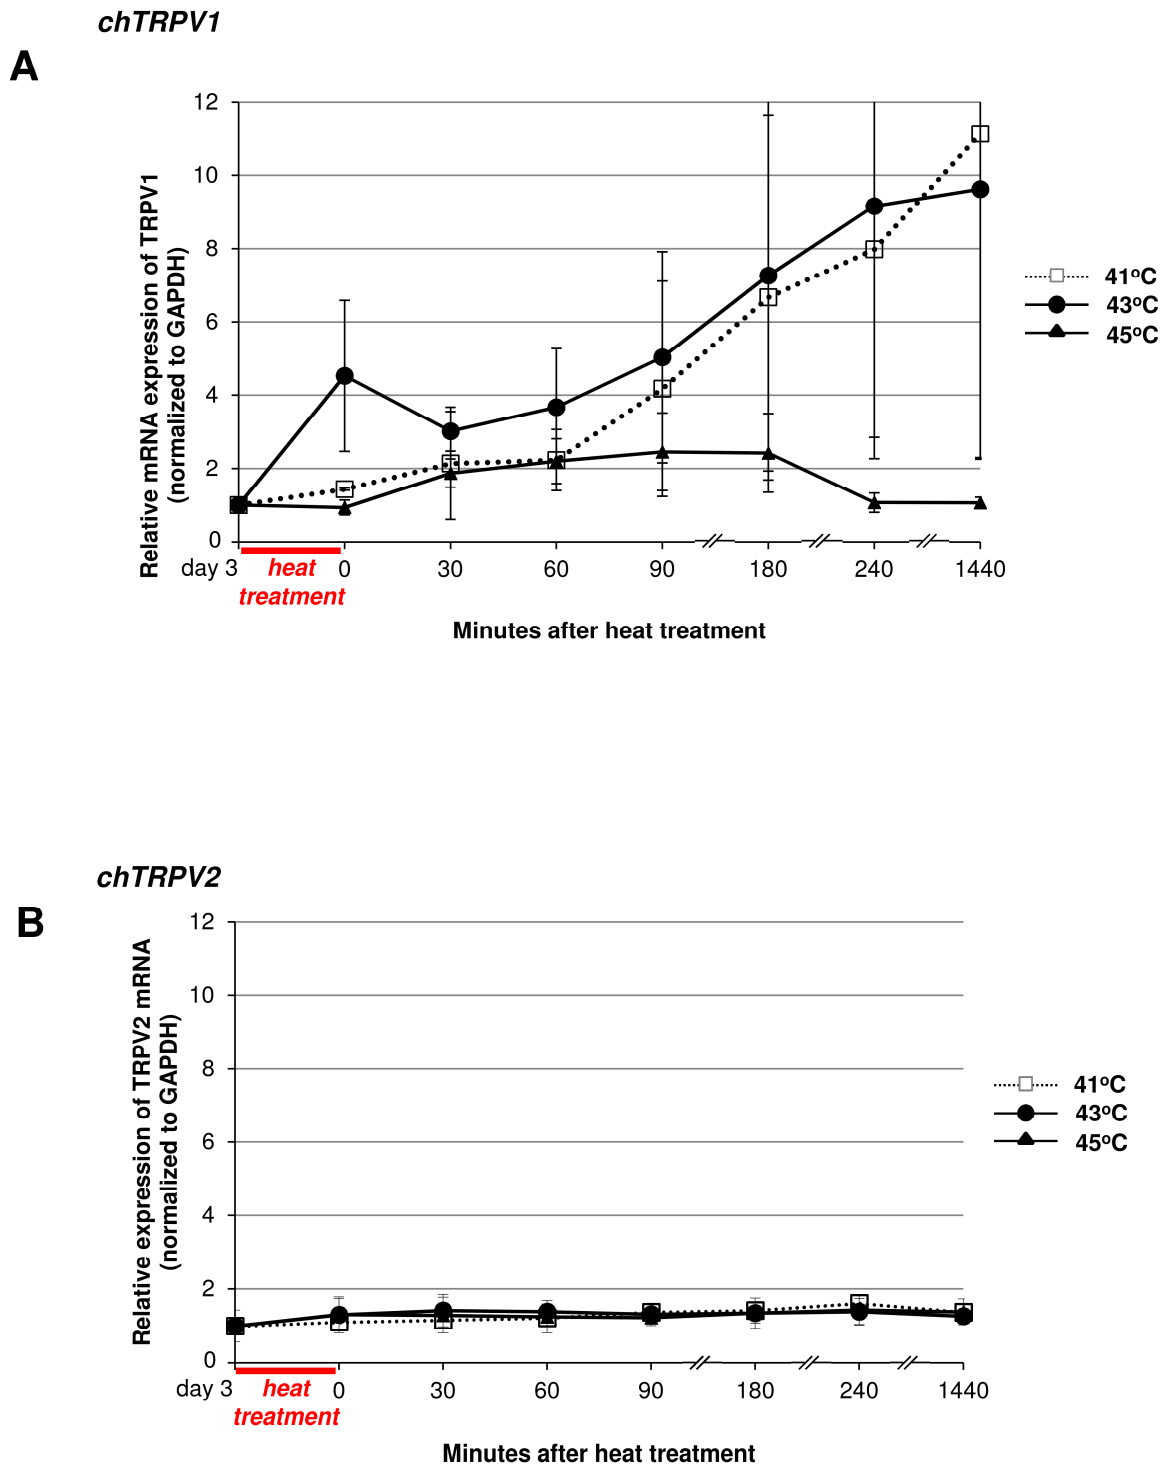 chTRPV1
A
Relative mRNA expression of TRPV1
(normalized to GAPDH)
12
10
8
6
4
2
0
day 3
heat
treatment
0
30
60
90
180
240
1440
Minutes after heat treatment
41ºC
43ºC
45ºC
chTRPV2
B
Relative expression of TRPV2 mRNA
(normalized to GAPDH)
12
10
8
6
4
2
0
day 3
heat
treatment
0
30
60
90
180
240
1440
Minutes after heat treatment
41ºC
43ºC
45ºC